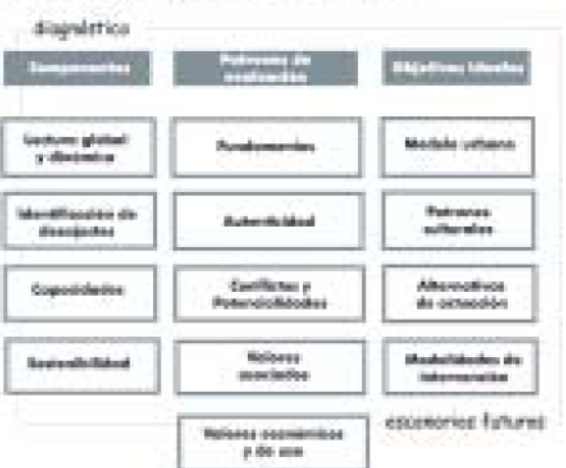 diagnóstico
Componentes
Patrones de
evaluación
Objetivos ideales
Lectura global
y dinámica
Fundamentos
Modelo urbano
Identificación de
desajustes
Autenticidad
Patrones
culturales
Capacidades
Conflictos y
Potencialidades
Alternativas
de actuación
Sostenibilidad
Valores
asociados
Modalidades de
intervención
Valores económicos
y de uso
escenarios futuros